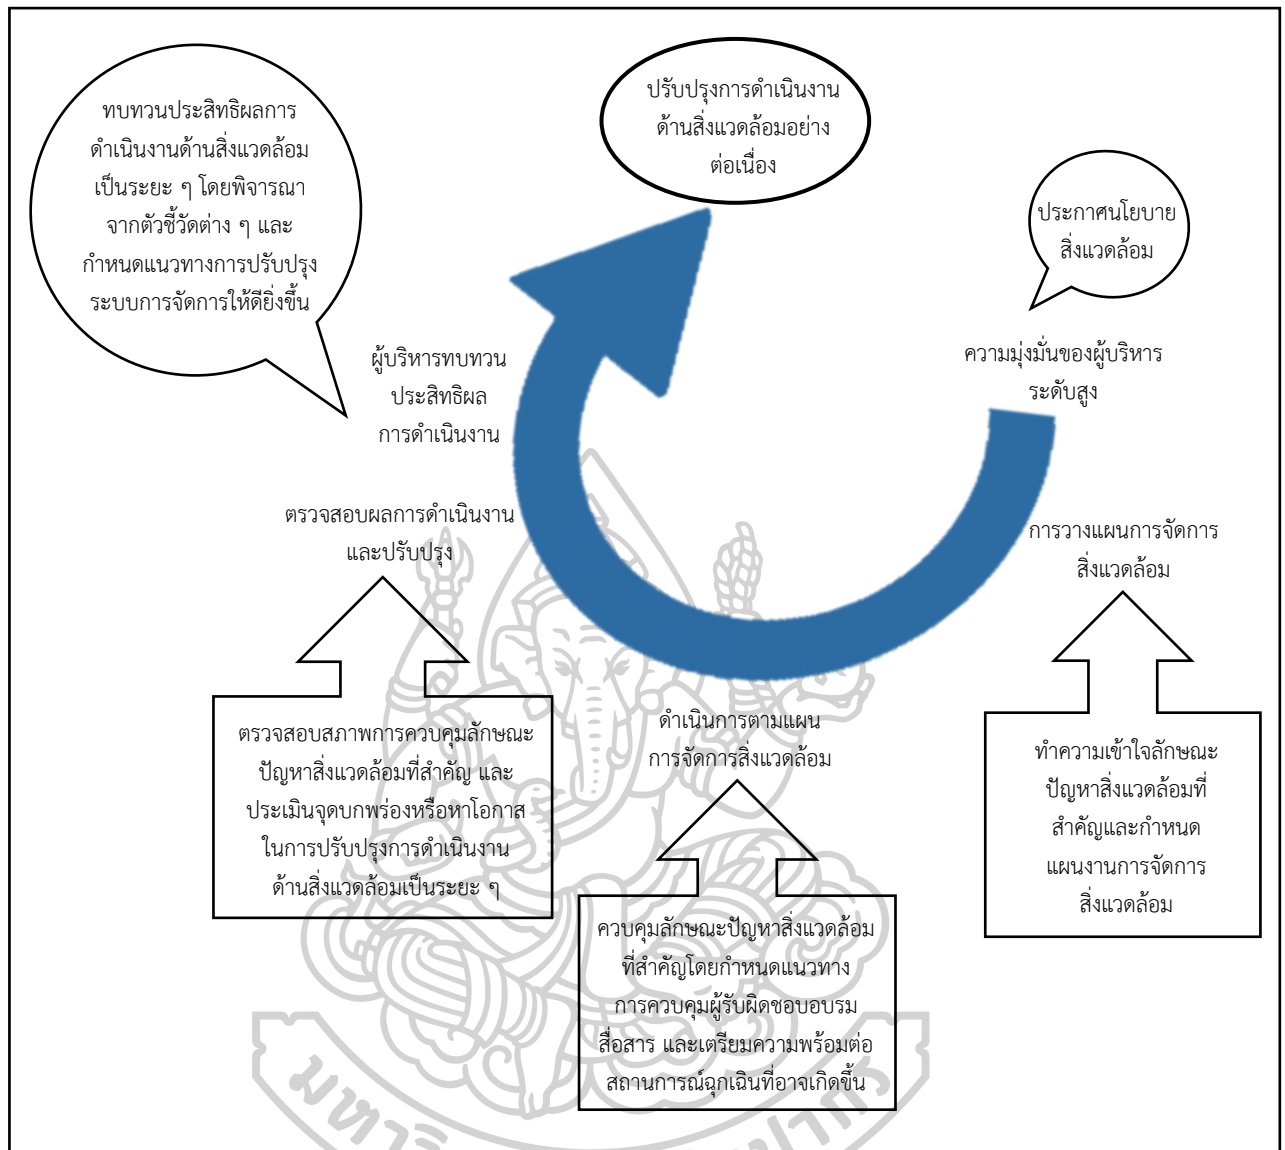 ปรับปรุงการดำเนินงาน
ด้านสิ่งแวดล้อมอย่าง
ต่อเนื่อง
ทบทวนประสิทธิผลการ
ดำเนินงานด้านสิ่งแวดล้อม
เป็นระยะ ๆ โดยพิจารณา
จากตัวชี้วัดต่าง ๆ และ
กำหนดแนวทางการปรับปรุง
ระบบการจัดการให้ดียิ่งขึ้น
ประกาศนโยบาย
สิ่งแวดล้อม
ความมุ่งมั่นของผู้บริหาร
ระดับสูง
ผู้บริหารทบทวน
ประสิทธิผล
การดำเนินงาน
ตรวจสอบผลการดำเนินงาน
และปรับปรุง
การวางแผนการจัดการ
สิ่งแวดล้อม
ดำเนินการตามแผน
การจัดการสิ่งแวดล้อม
ตรวจสอบสภาพการควบคุมลักษณะ
ปัญหาสิ่งแวดล้อมที่สำคัญ และ
ประเมินจุดบกพร่องหรือหาโอกาส
ในการปรับปรุงการดำเนินงาน
ด้านสิ่งแวดล้อมเป็นระยะ ๆ
ทำความเข้าใจลักษณะ
ปัญหาสิ่งแวดล้อมที่
สำคัญและกำหนด
แผนงานการจัดการ
สิ่งแวดล้อม
ควบคุมลักษณะปัญหาสิ่งแวดล้อม
ที่สำคัญโดยกำหนดแนวทาง
การควบคุมผู้รับผิดชอบอบรม
สื่อสาร และเตรียมความพร้อมต่อ
สถานการณ์ฉุกเฉินที่อาจเกิดขึ้น